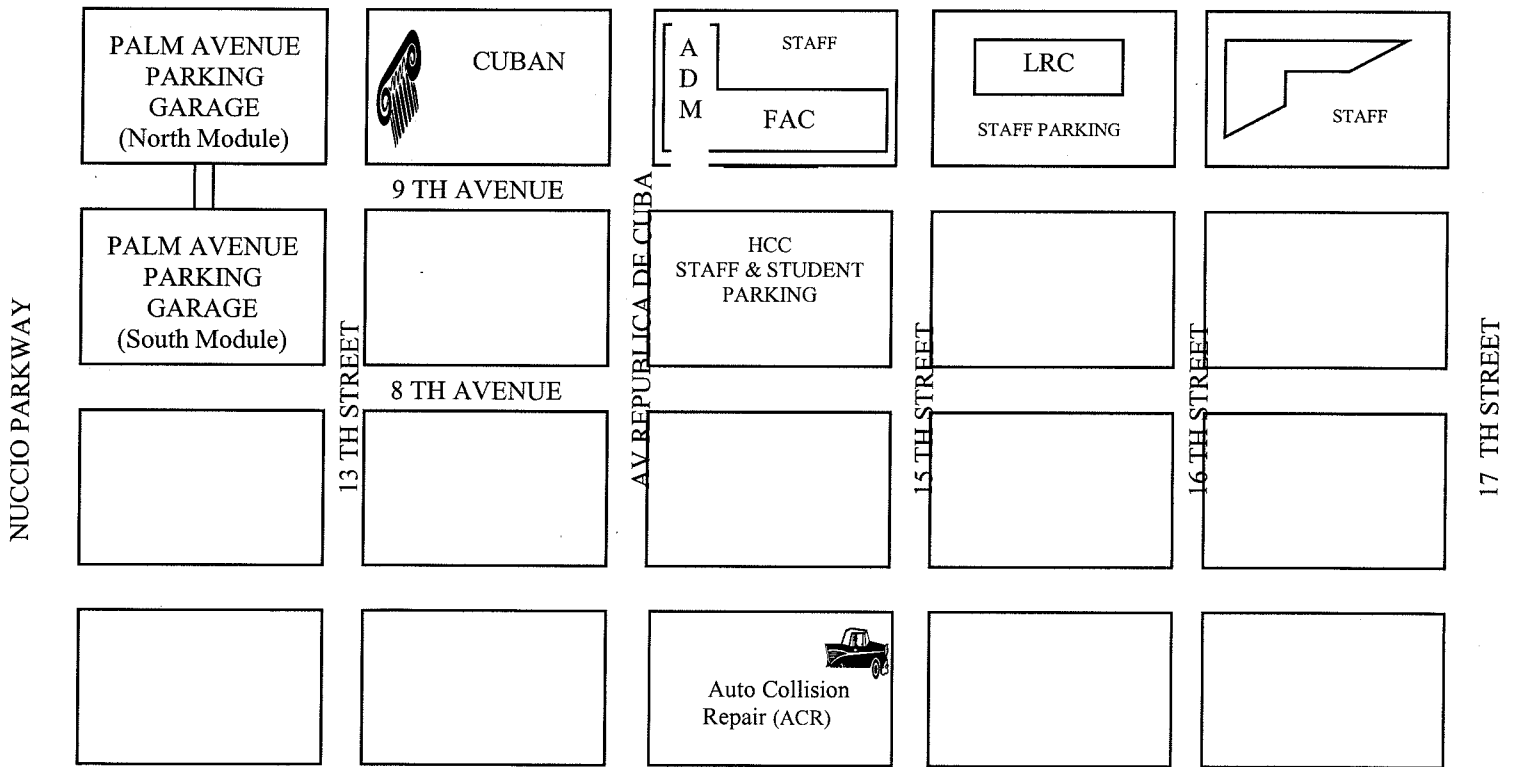 PALM AVENUE
PARKING
GARAGE
(North Module)
CUBAN
A
D
M
STAFF
FAC
LRC
STAFF PARKING
STAFF
9 TH AVENUE
PALM AVENUE
PARKING
GARAGE
(South Module)
HCC
STAFF & STUDENT
PARKING
NUCCIO PARKWAY
13 TH STREET
AV REPUBLICA DE CUBA
15 TH STREET
16 TH STREET
17 TH STREET
8 TH AVENUE
Auto Collision
Repair (ACR)